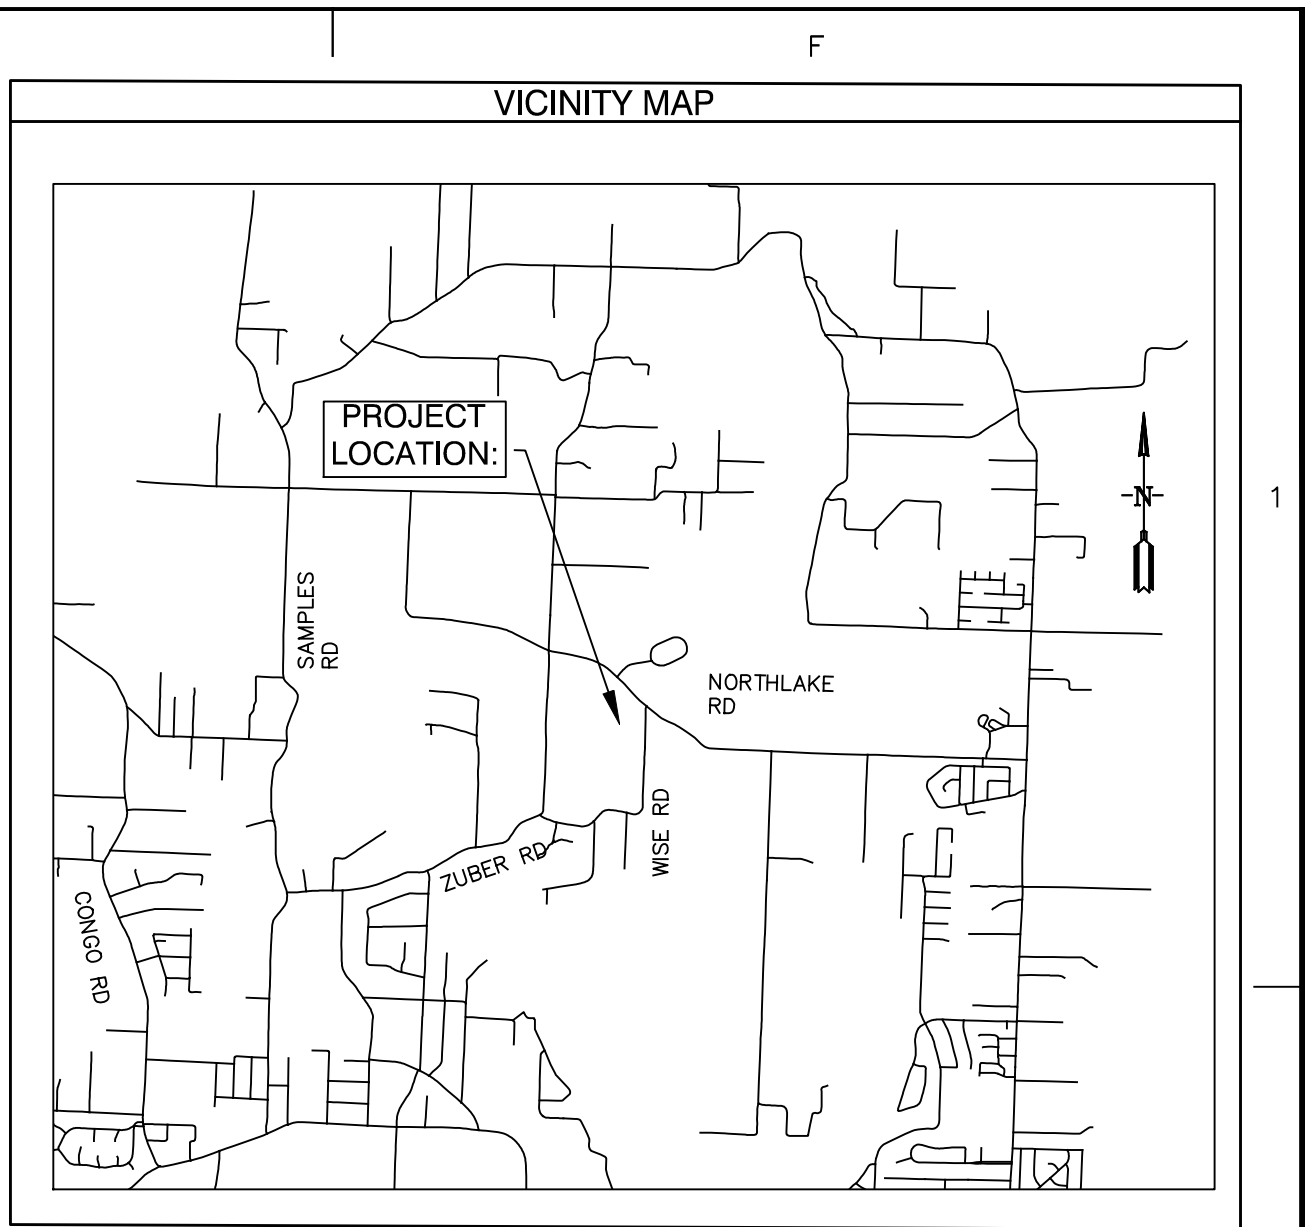 F
VICINITY MAP
PROJECT
LOCATION:
N
1
SAMPLES
RD
NORTHLAKE
RD
WISE RD
ZUBER RD
CONGO RD